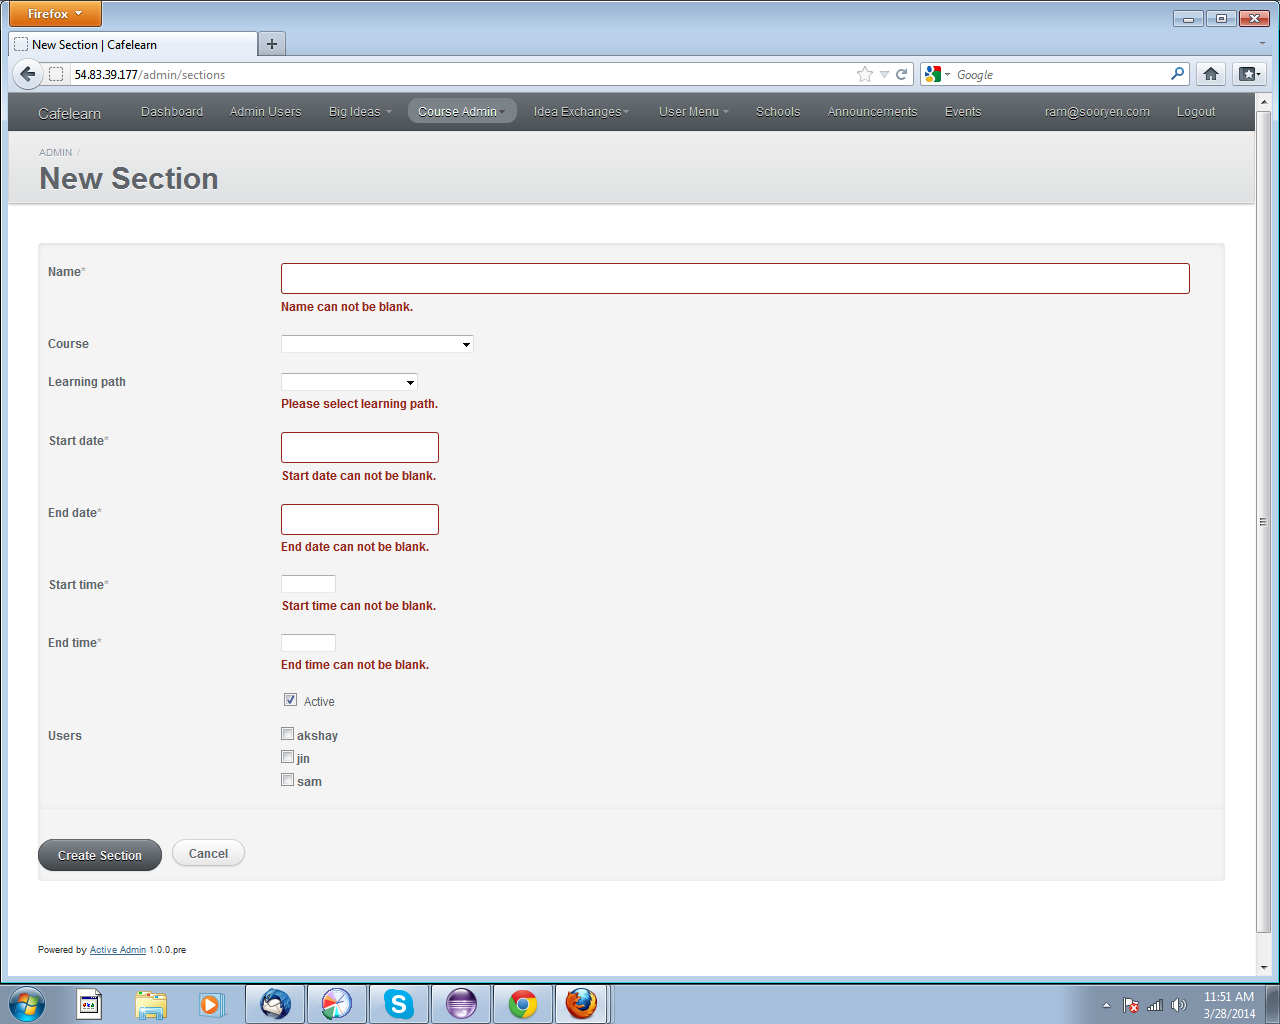 Firefox
New Section | Cafelearn
54.83.39.177/admin/sections
Google
Cafelearn Dashboard Admin Users Big Ideas Course Admin Idea Exchanges User Menu Schools Announcements Events ram@sooryen.com Logout
ADMIN /
New Section
Name*
Name can not be blank.
Course
Learning path
Please select learning path.
Start date*
Start date can not be blank.
End date*
End date can not be blank.
Start time*
Start time can not be blank.
End time*
End time can not be blank.
Active
Users
akshay
jin
sam
Create Section Cancel
Powered by Active Admin 1.0.0.pre
11:51 AM
3/28/2014